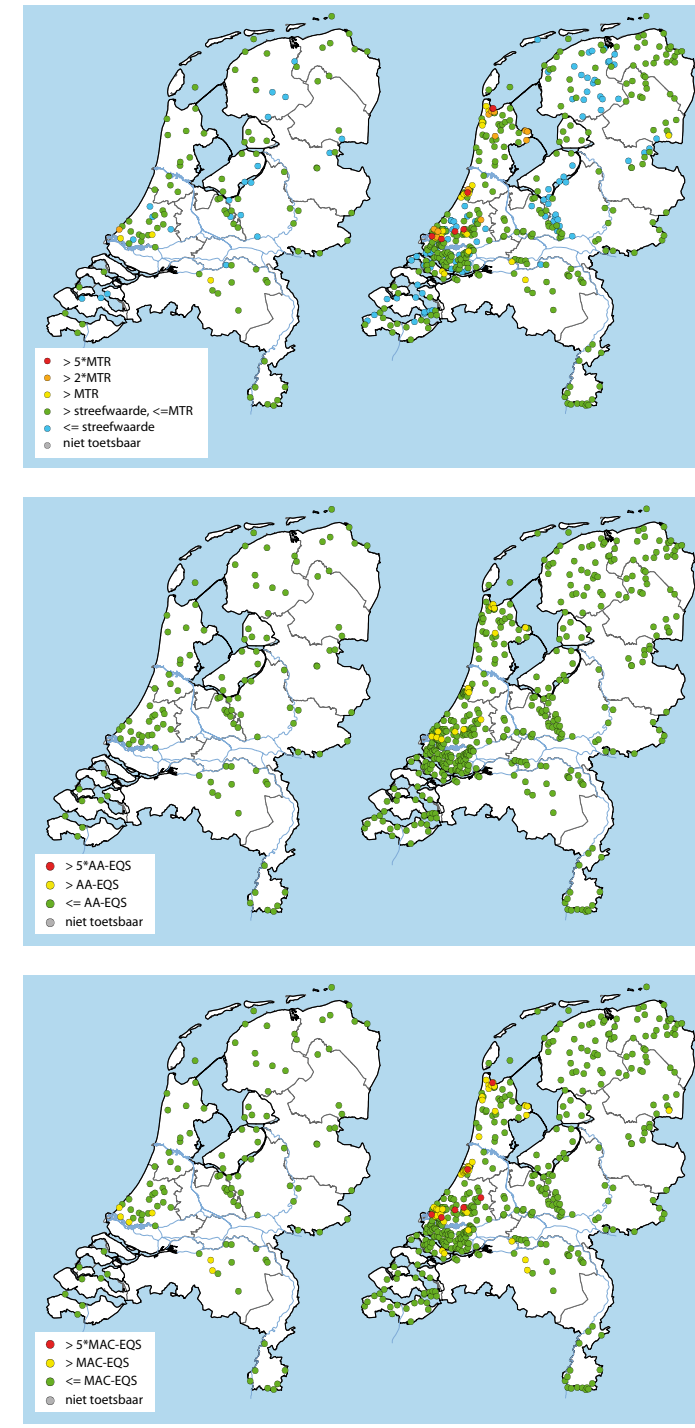 > 5*MTR
> 2*MTR
> MTR
> streefwaarde, <=MTR
<= streefwaarde
niet toetsbaar
> 5*AA-EQS
> AA-EQS
<= AA-EQS
niet toetsbaar
> 5*MAC-EQS
> MAC-EQS
<= MAC-EQS
niet toetsbaar